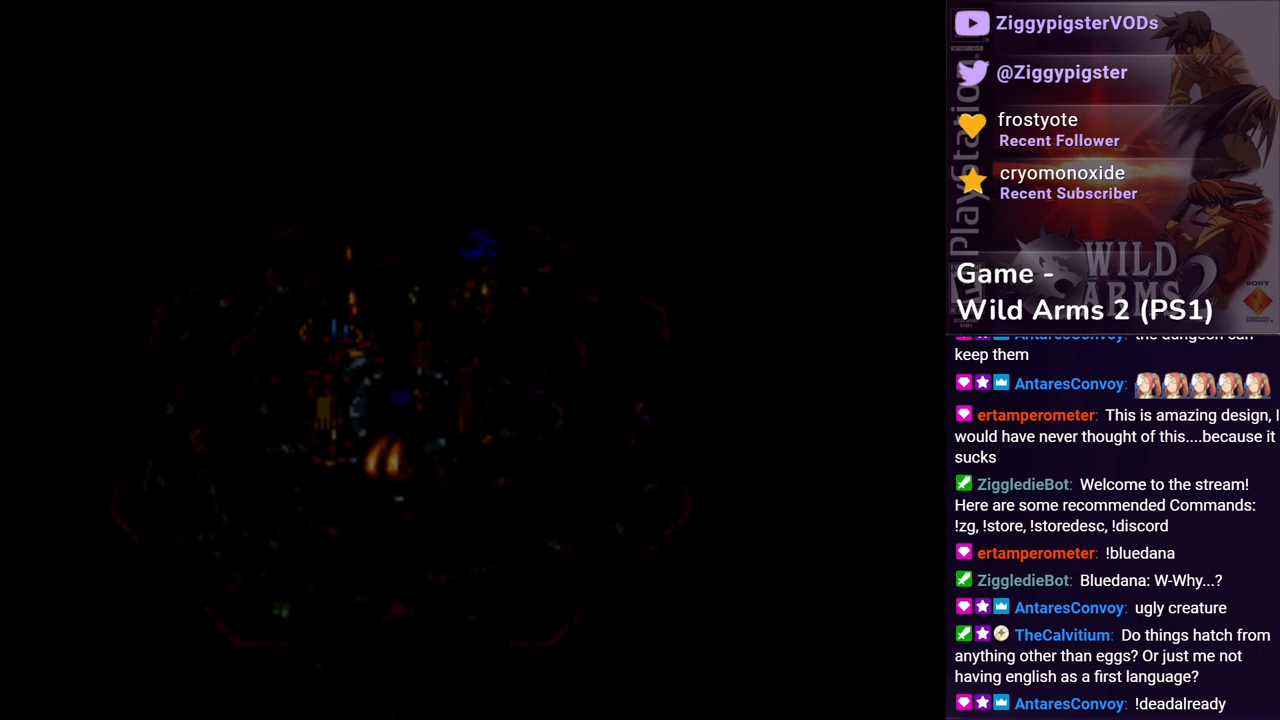 ZiggypigsterVODs
@Ziggypigster
frostyote
Recent Follower
cryomonoxide
Recent Subscriber
PlayStation
WILD
ARMS 2
SONY
Game -
Wild Arms 2 (PS1)
AntaresConvoy: the dungeon can
keep them
AntaresConvoy:
ertamperometer: This is amazing design, I
would have never thought of this....because it
sucks
ZiggledieBot: Welcome to the stream!
Here are some recommended Commands:
!zg, !store, !storedesc, !discord
ertamperometer: !bluedana
ZiggledieBot: Bluedana: W-Why...?
AntaresConvoy: ugly creature
TheCalvitium: Do things hatch from
anything other than eggs? Or just me not
having english as a first language?
AntaresConvoy: !deadalready